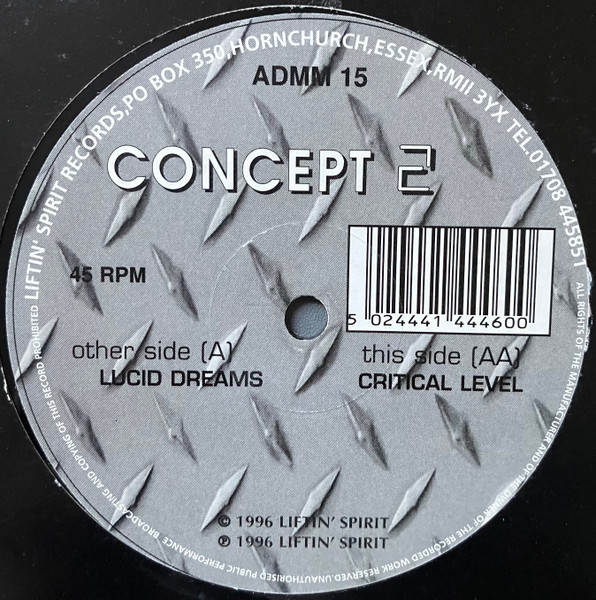 LIFTIN' SPIRIT RECORDS,PO BOX 350,HORNCHURCH,ESSEX,RM11 3YX TEL.01708 445851
ADMM 15
CONCEPT 2
45 RPM
5 024441 444600
other side (A)
LUCID DREAMS
this side (AA)
CRITICAL LEVEL
© 1996 LIFTIN' SPIRIT
℗ 1996 LIFTIN' SPIRIT
ALL RIGHTS OF THE MANUFACTURER AND OF THE OWNER OF THE RECORDED WORK RESERVED.UNAUTHORISED PUBLIC PERFORMANCE BROADCASTING AND COPYING OF THIS RECORD PROHIBITED